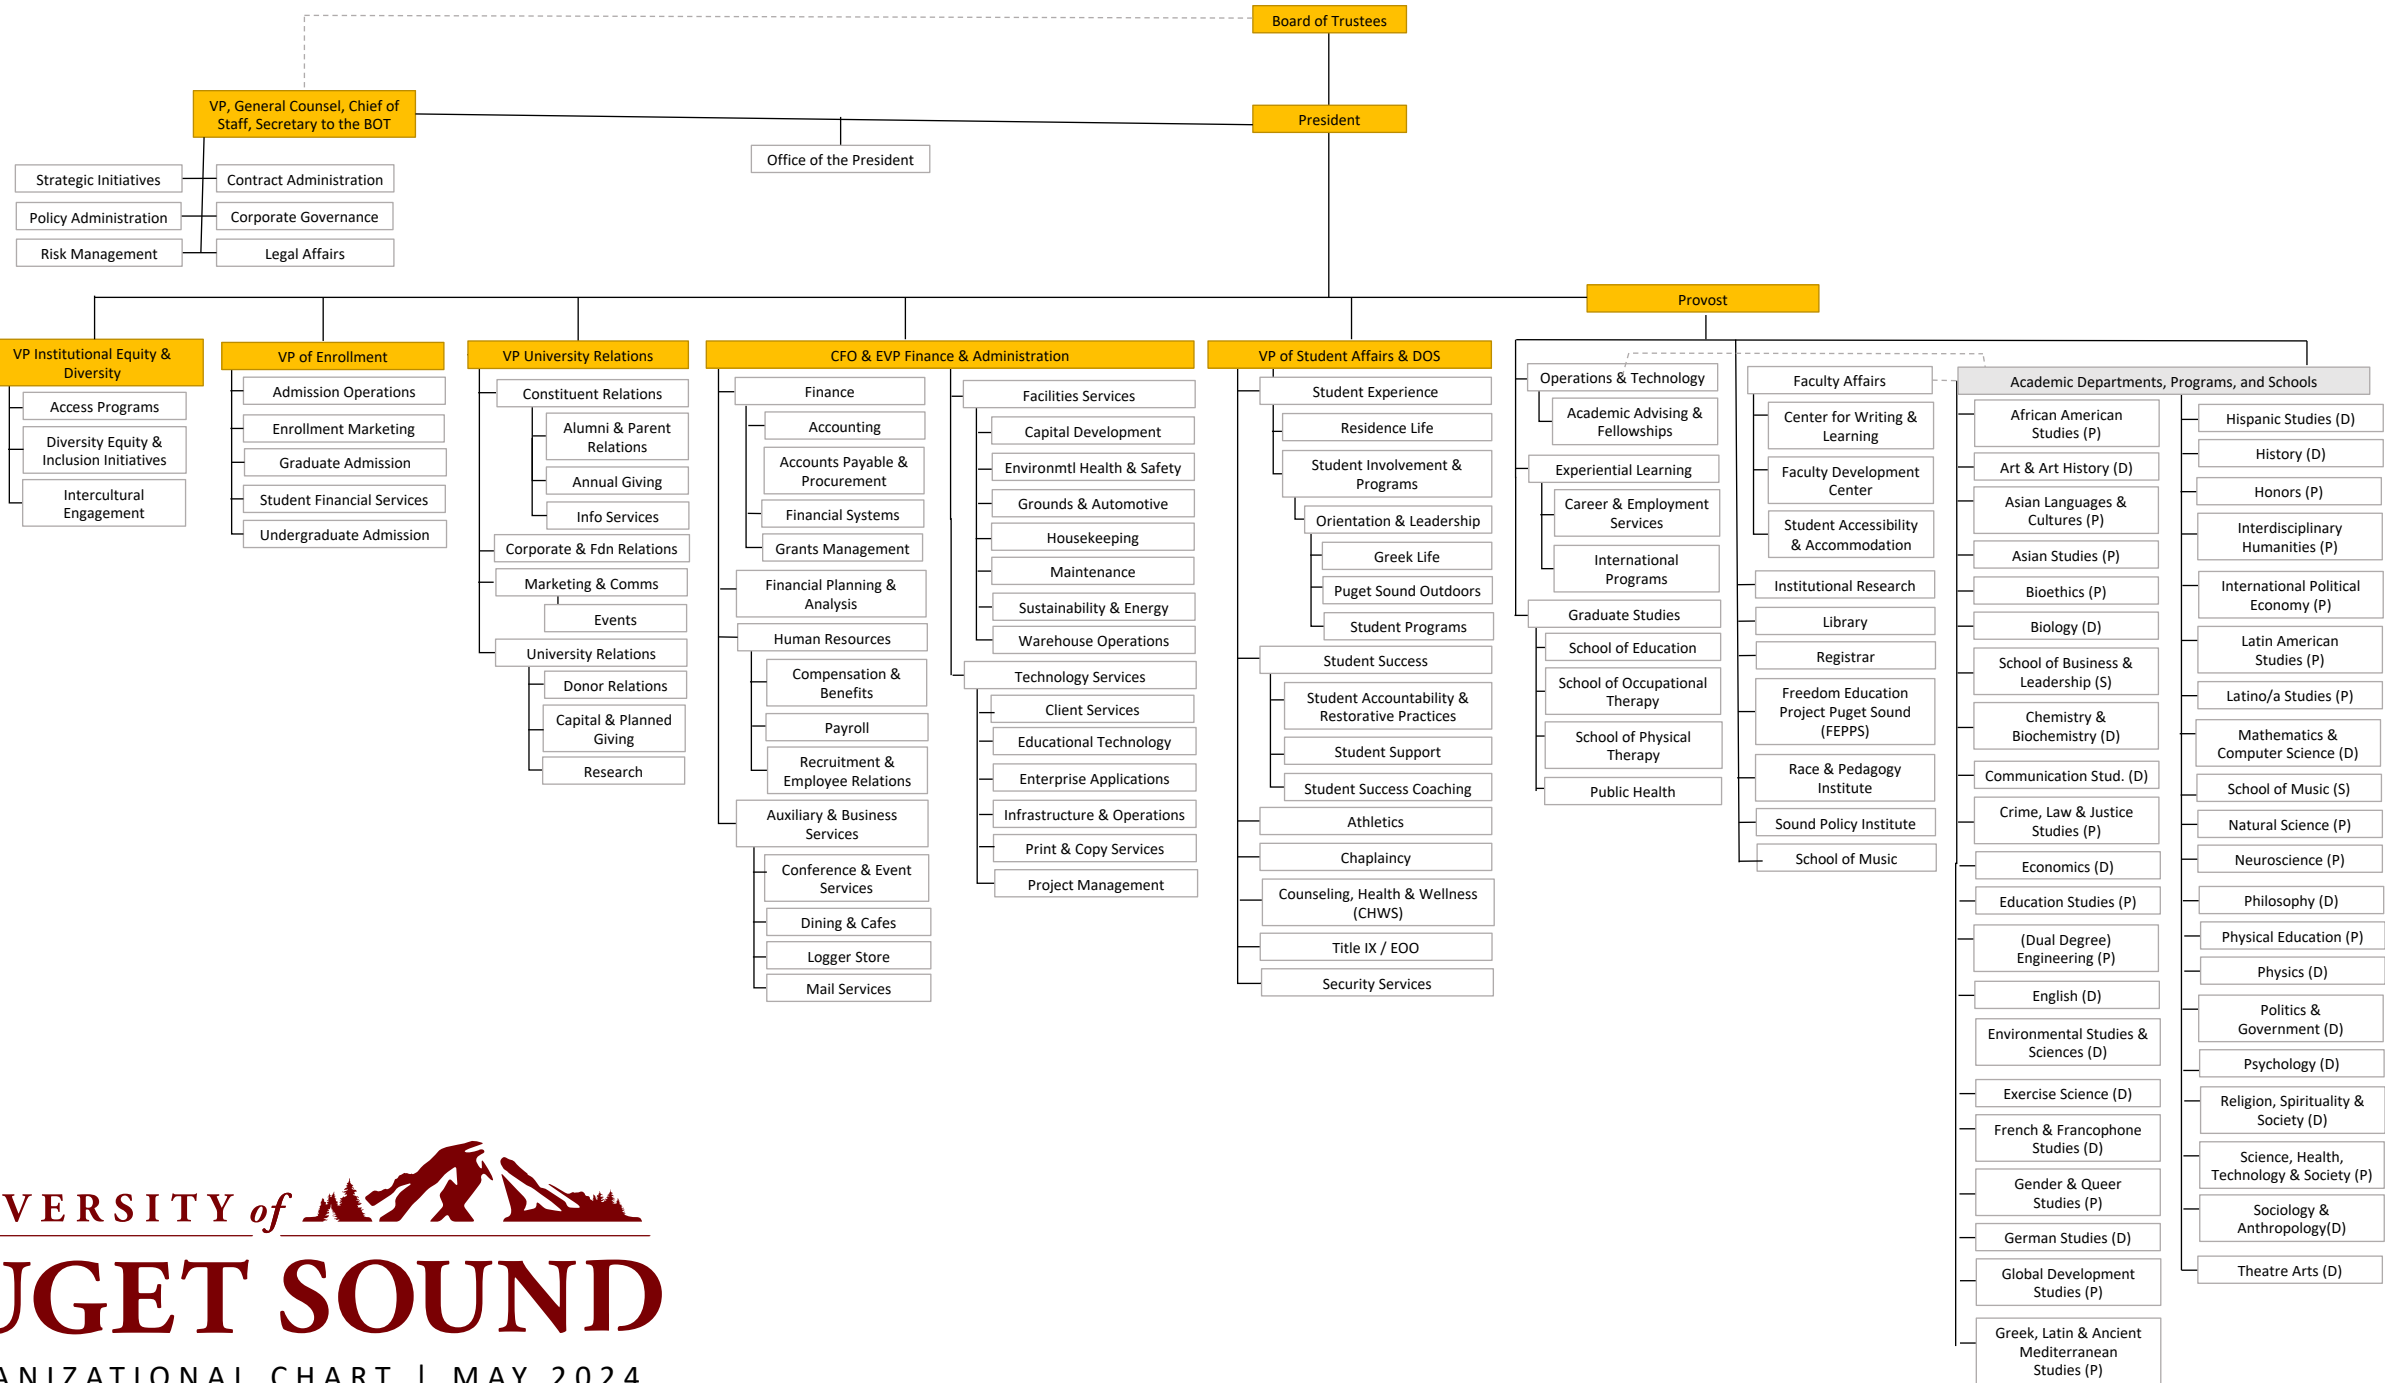 Board of Trustees
VP, General Counsel, Chief of
Staff, Secretary to the BOT
President
Office of the President
Strategic Initiatives
Contract Administration
Policy Administration
Corporate Governance
Risk Management
Legal Affairs
Provost
VP Institutional Equity &
Diversity
Access Programs
Diversity Equity &
Inclusion Initiatives
Intercultural
Engagement
VP of Enrollment
Admission Operations
Enrollment Marketing
Graduate Admission
Student Financial Services
Undergraduate Admission
VP University Relations
Constituent Relations
Alumni & Parent
Relations
Annual Giving
Info Services
Corporate & Fdn Relations
Marketing & Comms
Events
University Relations
Donor Relations
Capital & Planned
Giving
Research
CFO & EVP Finance & Administration
Finance
Accounting
Accounts Payable &
Procurement
Financial Systems
Grants Management
Financial Planning &
Analysis
Human Resources
Compensation &
Benefits
Payroll
Recruitment &
Employee Relations
Auxiliary & Business
Services
Conference & Event
Services
Dining & Cafes
Logger Store
Mail Services
Facilities Services
Capital Development
Environmtl Health & Safety
Grounds & Automotive
Housekeeping
Maintenance
Sustainability & Energy
Warehouse Operations
Technology Services
Client Services
Educational Technology
Enterprise Applications
Infrastructure & Operations
Print & Copy Services
Project Management
VP of Student Affairs & DOS
Student Experience
Residence Life
Student Involvement &
Programs
Orientation & Leadership
Greek Life
Puget Sound Outdoors
Student Programs
Student Success
Student Accountability &
Restorative Practices
Student Support
Student Success Coaching
Athletics
Chaplaincy
Counseling, Health & Wellness
(CHWS)
Title IX / EOO
Security Services
Operations & Technology
Academic Advising &
Fellowships
Experiential Learning
Career & Employment
Services
International
Programs
Graduate Studies
School of Education
School of Occupational
Therapy
School of Physical
Therapy
Public Health
Faculty Affairs
Center for Writing &
Learning
Faculty Development
Center
Student Accessibility
& Accommodation
Institutional Research
Library
Registrar
Freedom Education
Project Puget Sound
(FEPPS)
Race & Pedagogy
Institute
Sound Policy Institute
School of Music
Academic Departments, Programs, and Schools
African American
Studies (P)
Art & Art History (D)
Asian Languages &
Cultures (P)
Asian Studies (P)
Bioethics (P)
Biology (D)
School of Business &
Leadership (S)
Chemistry &
Biochemistry (D)
Communication Stud. (D)
Crime, Law & Justice
Studies (P)
Economics (D)
Education Studies (P)
(Dual Degree)
Engineering (P)
English (D)
Environmental Studies &
Sciences (D)
Exercise Science (D)
French & Francophone
Studies (D)
Gender & Queer
Studies (P)
German Studies (D)
Global Development
Studies (P)
Greek, Latin & Ancient
Mediterranean
Studies (P)
Hispanic Studies (D)
History (D)
Honors (P)
Interdisciplinary
Humanities (P)
International Political
Economy (P)
Latin American
Studies (P)
Latino/a Studies (P)
Mathematics &
Computer Science (D)
School of Music (S)
Natural Science (P)
Neuroscience (P)
Philosophy (D)
Physical Education (P)
Physics (D)
Politics &
Government (D)
Psychology (D)
Religion, Spirituality &
Society (D)
Science, Health,
Technology & Society (P)
Sociology &
Anthropology(D)
Theatre Arts (D)
VERSITY of
UGET SOUND
ANIZATIONAL CHART | MAY 2024